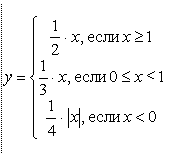 y = { 1/2 · x, если x ≥ 1
1/3 · x, если 0 ≤ x < 1
1/4 · |x|, если x < 0